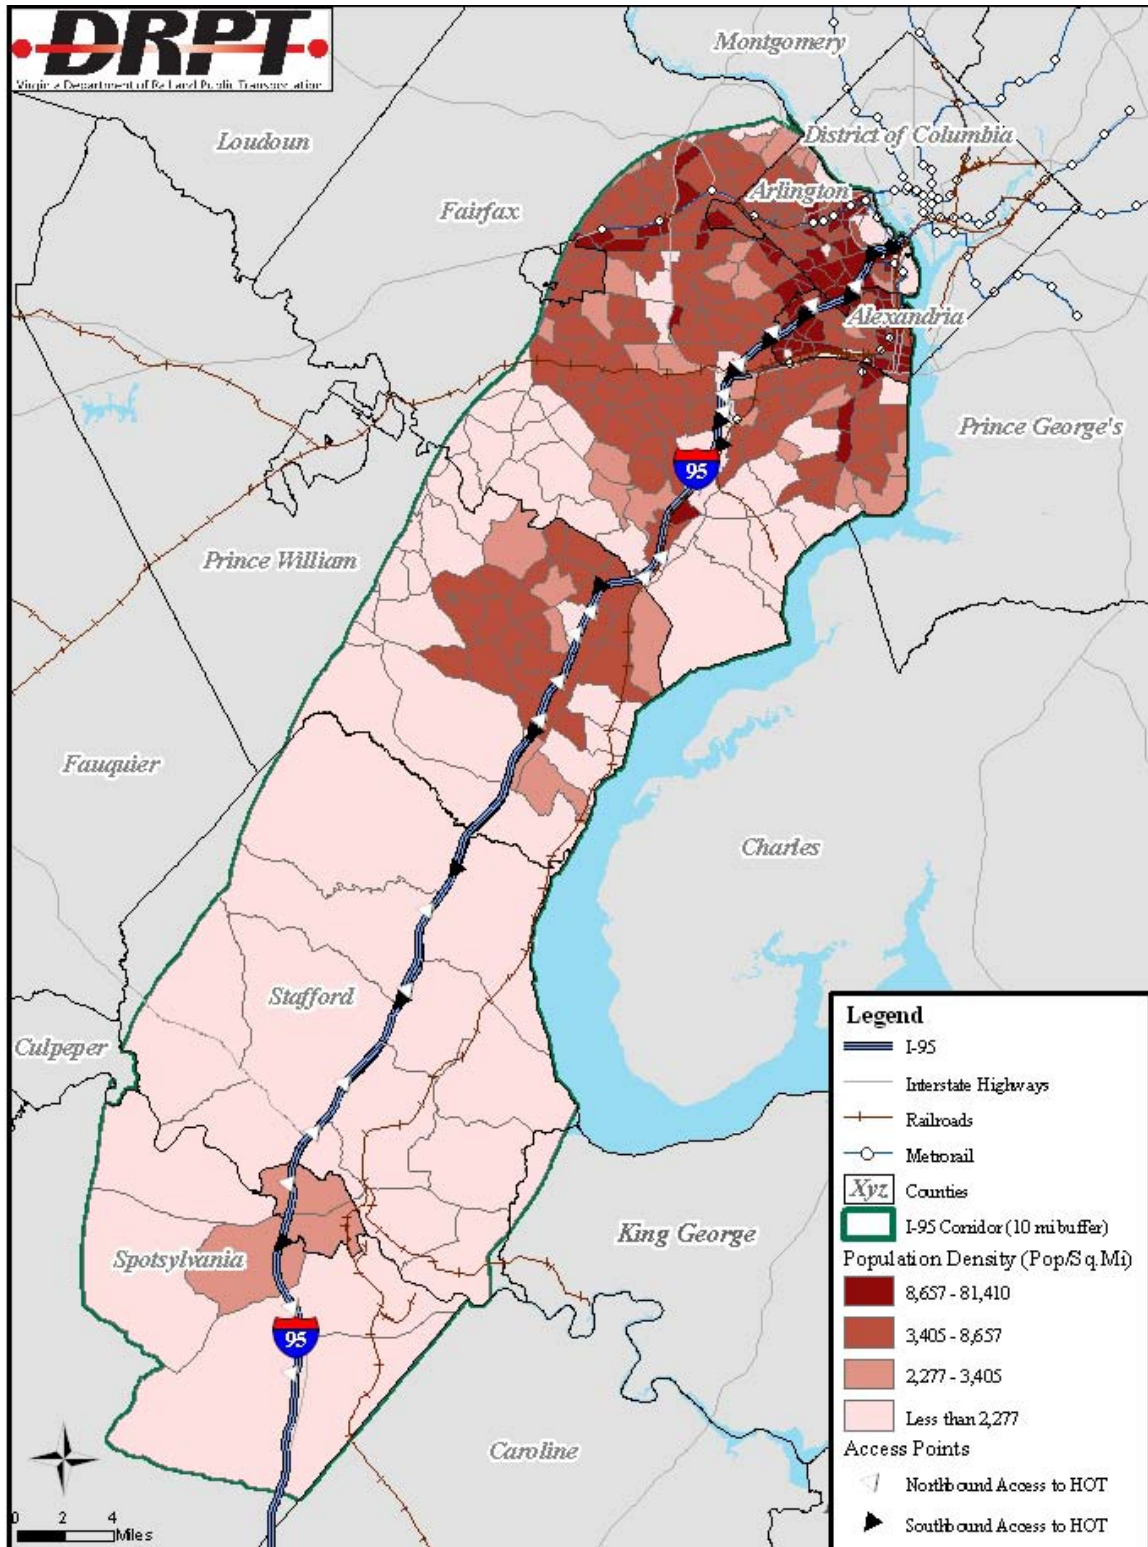 DRPT
Virginia Department of Rail and Public Transportation
Montgomery
Loudoun
District of Columbia
Arlington
Fairfax
Alexandria
Prince George's
95
Prince William
Fauquier
Charles
Stafford
Culpeper
King George
Spotsylvania
95
Caroline
0 2 4
Miles
Legend
I-95
Interstate Highways
Railroads
Metrorail
Xyz Counties
I-95 Corridor (10 mi buffer)
Population Density (Pop/Sq.Mi)
8,657 - 81,410
3,405 - 8,657
2,277 - 3,405
Less than 2,277
Access Points
Northbound Access to HOT
Southbound Access to HOT